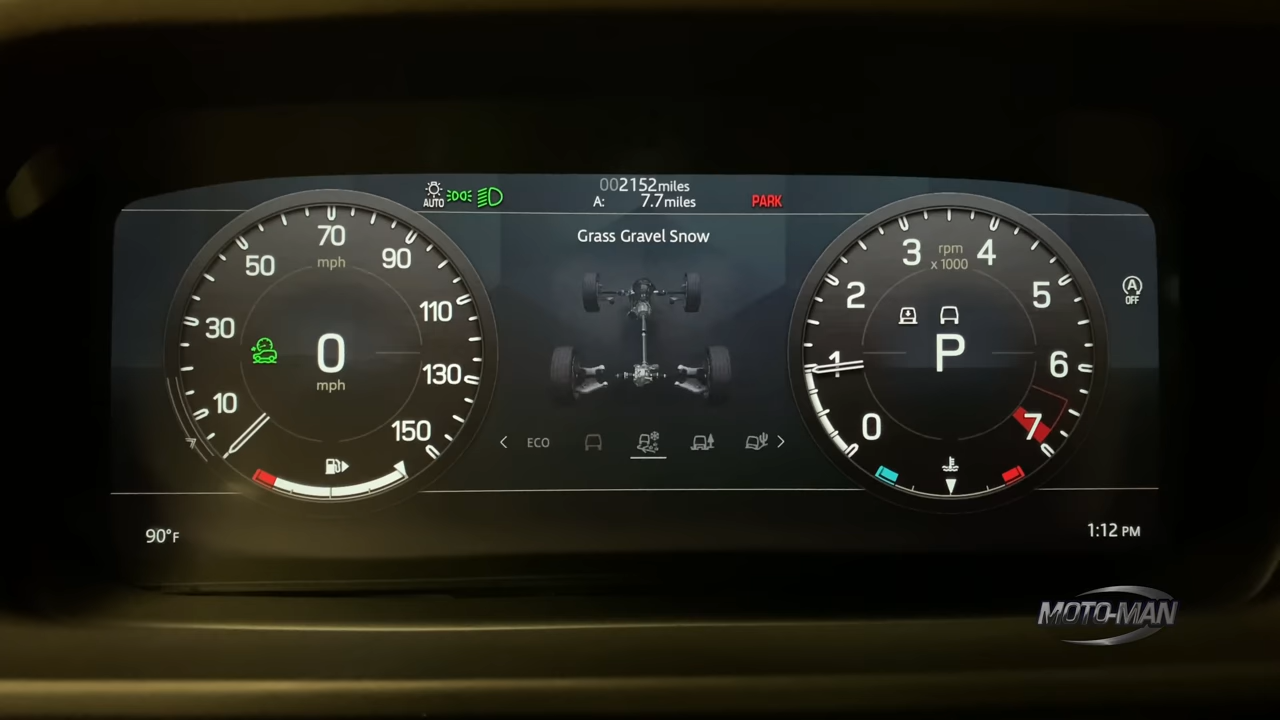 AUTO
002152miles
A: 7.7miles
PARK
Grass Gravel Snow
10
30
50
70
90
110
130
150
mph
0
mph
0
1
2
3
4
5
6
7
rpm
x 1000
P
A
OFF
ECO
90°F
1:12 PM
MOTO-MAN